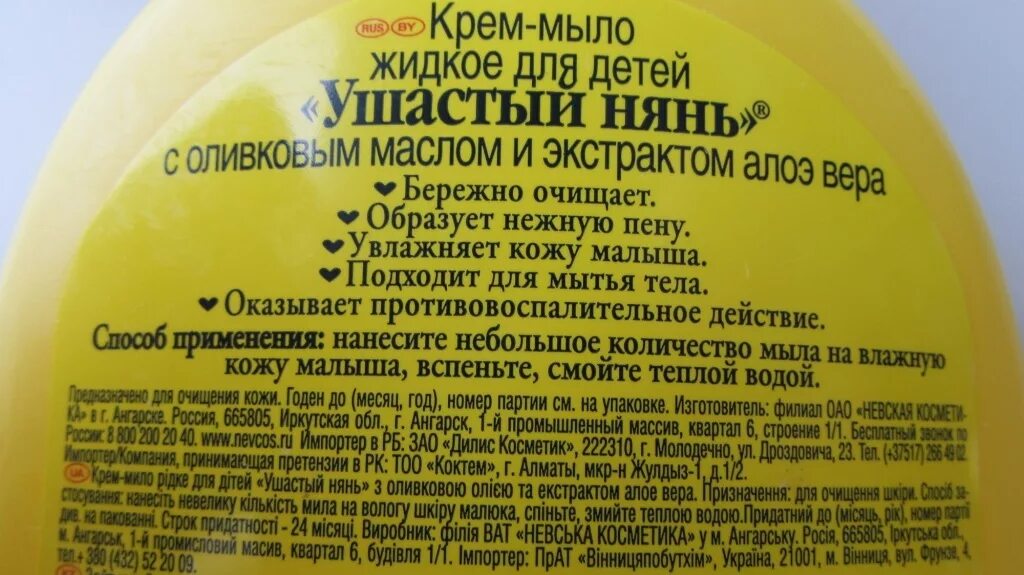 RUS BY Крем-мыло
жидкое для детей
«Ушастый нянь»®
с оливковым маслом и экстрактом алоэ вера
Бережно очищает.
Образует нежную пену.
Увлажняет кожу малыша.
Подходит для мытья тела.
Оказывает противовоспалительное действие.
Способ применения: нанесите небольшое количество мыла на влажную
кожу малыша, вспеньте, смойте теплой водой.
Предназначено для очищения кожи. Годен до (месяц, год), номер партии см. на упаковке. Изготовитель: филиал ОАО «НЕВСКАЯ КОСМЕТИ-
КА» в г. Ангарске. Россия, 665805, Иркутская обл., г. Ангарск, 1-й промышленный массив, квартал 6, строение 1/1. Бесплатный звонок по
России: 8 800 200 20 40. www.nevcos.ru Импортер в РБ: ЗАО «Дилис Косметик», 222310, г. Молодечно, ул. Дроздовича, 23. Тел. (+37517) 266 49 02.
Импортер/Компания, принимающая претензии в РК: ТОО «Коктем», г. Алматы, мкр-н Жулдыз-1, д.1/2.
UA Крем-мило рідке для дітей «Ушастый нянь» з оливковою олією та екстрактом алое вера. Призначення: для очищення шкіри. Спосіб за-
стосування: нанесіть невелику кількість мила на вологу шкіру малюка, спіньте, змийте теплою водою.Придатний до (місяць, рік), номер партії
див. на пакованні. Строк придатності - 24 місяці. Виробник: філія ВАТ «НЕВСЬКА КОСМЕТИКА» у м. Ангарську. Росія, 665805, Іркутська обл.,
м. Ангарськ, 1-й промисловий масив, квартал 6, будівля 1/1. Імпортер: ПрАТ «Вінницяпобутхім», Україна, 21001, м. Вінниця, вул. Фрунзе, 4,
тел.+ 380 (432) 52 20 09.